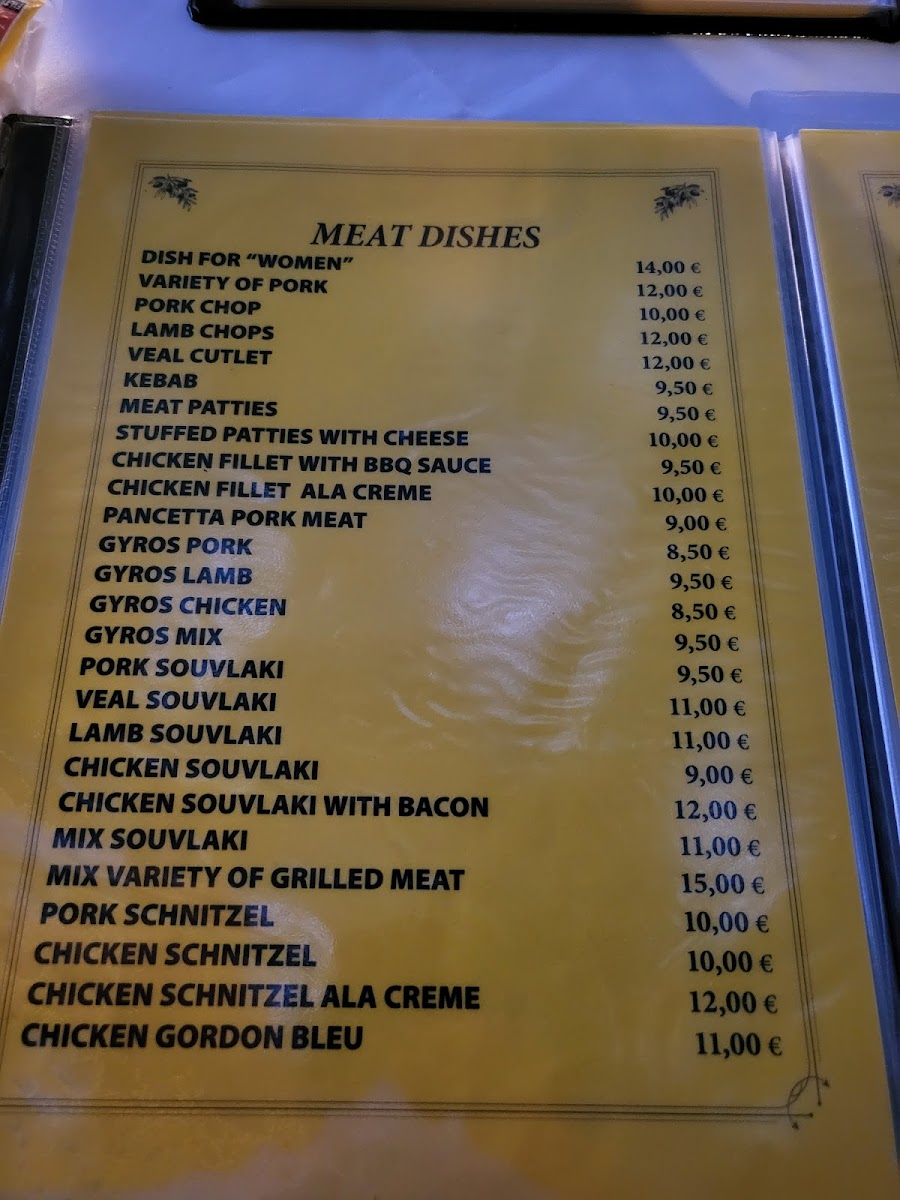 MEAT DISHES
DISH FOR “WOMEN” 14,00 €
VARIETY OF PORK 12,00 €
PORK CHOP 10,00 €
LAMB CHOPS 12,00 €
VEAL CUTLET 12,00 €
KEBAB 9,50 €
MEAT PATTIES 9,50 €
STUFFED PATTIES WITH CHEESE 10,00 €
CHICKEN FILLET WITH BBQ SAUCE 9,50 €
CHICKEN FILLET ALA CREME 10,00 €
PANCETTA PORK MEAT 9,00 €
GYROS PORK 8,50 €
GYROS LAMB 9,50 €
GYROS CHICKEN 8,50 €
GYROS MIX 9,50 €
PORK SOUVLAKI 9,50 €
VEAL SOUVLAKI 11,00 €
LAMB SOUVLAKI 11,00 €
CHICKEN SOUVLAKI 9,00 €
CHICKEN SOUVLAKI WITH BACON 12,00 €
MIX SOUVLAKI 11,00 €
MIX VARIETY OF GRILLED MEAT 15,00 €
PORK SCHNITZEL 10,00 €
CHICKEN SCHNITZEL 10,00 €
CHICKEN SCHNITZEL ALA CREME 12,00 €
CHICKEN GORDON BLEU 11,00 €